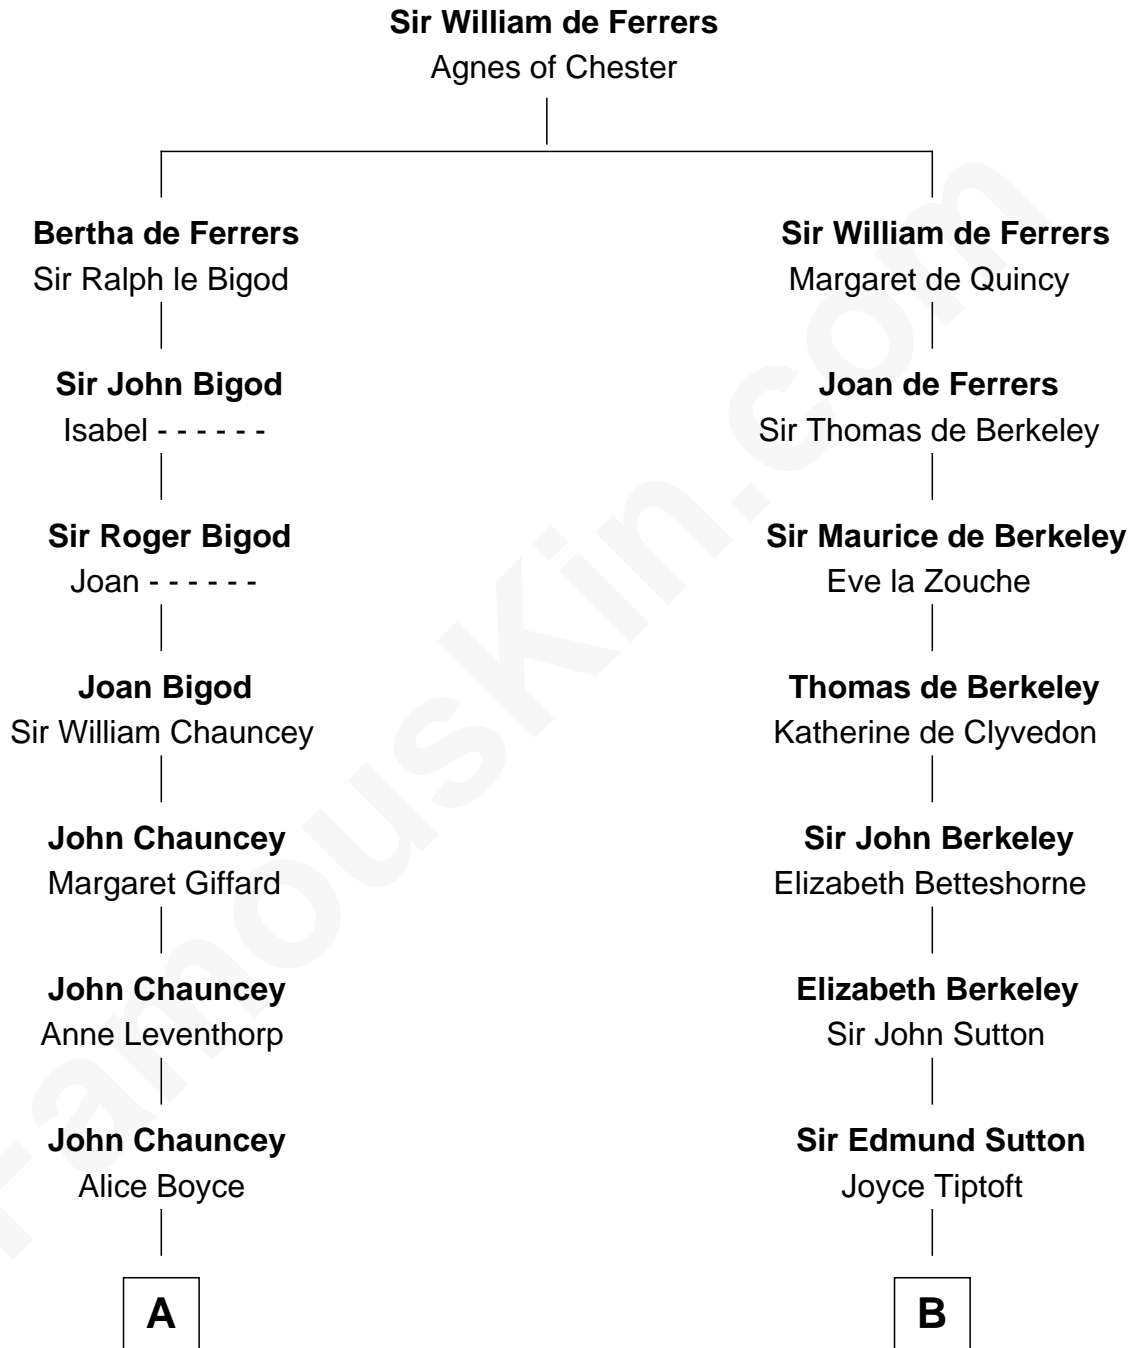 Sir William de Ferrers
Agnes of Chester
Bertha de Ferrers
Sir Ralph le Bigod
Sir William de Ferrers
Margaret de Quincy
Sir John Bigod
Isabel - - - - - -
Joan de Ferrers
Sir Thomas de Berkeley
Sir Roger Bigod
Joan - - - - - -
Sir Maurice de Berkeley
Eve la Zouche
Joan Bigod
Sir William Chauncey
Thomas de Berkeley
Katherine de Clyvedon
John Chauncey
Margaret Giffard
Sir John Berkeley
Elizabeth Betteshorne
John Chauncey
Anne Leventhorp
Elizabeth Berkeley
Sir John Sutton
John Chauncey
Alice Boyce
Sir Edmund Sutton
Joyce Tiptoft
A
B
FamousKin.com